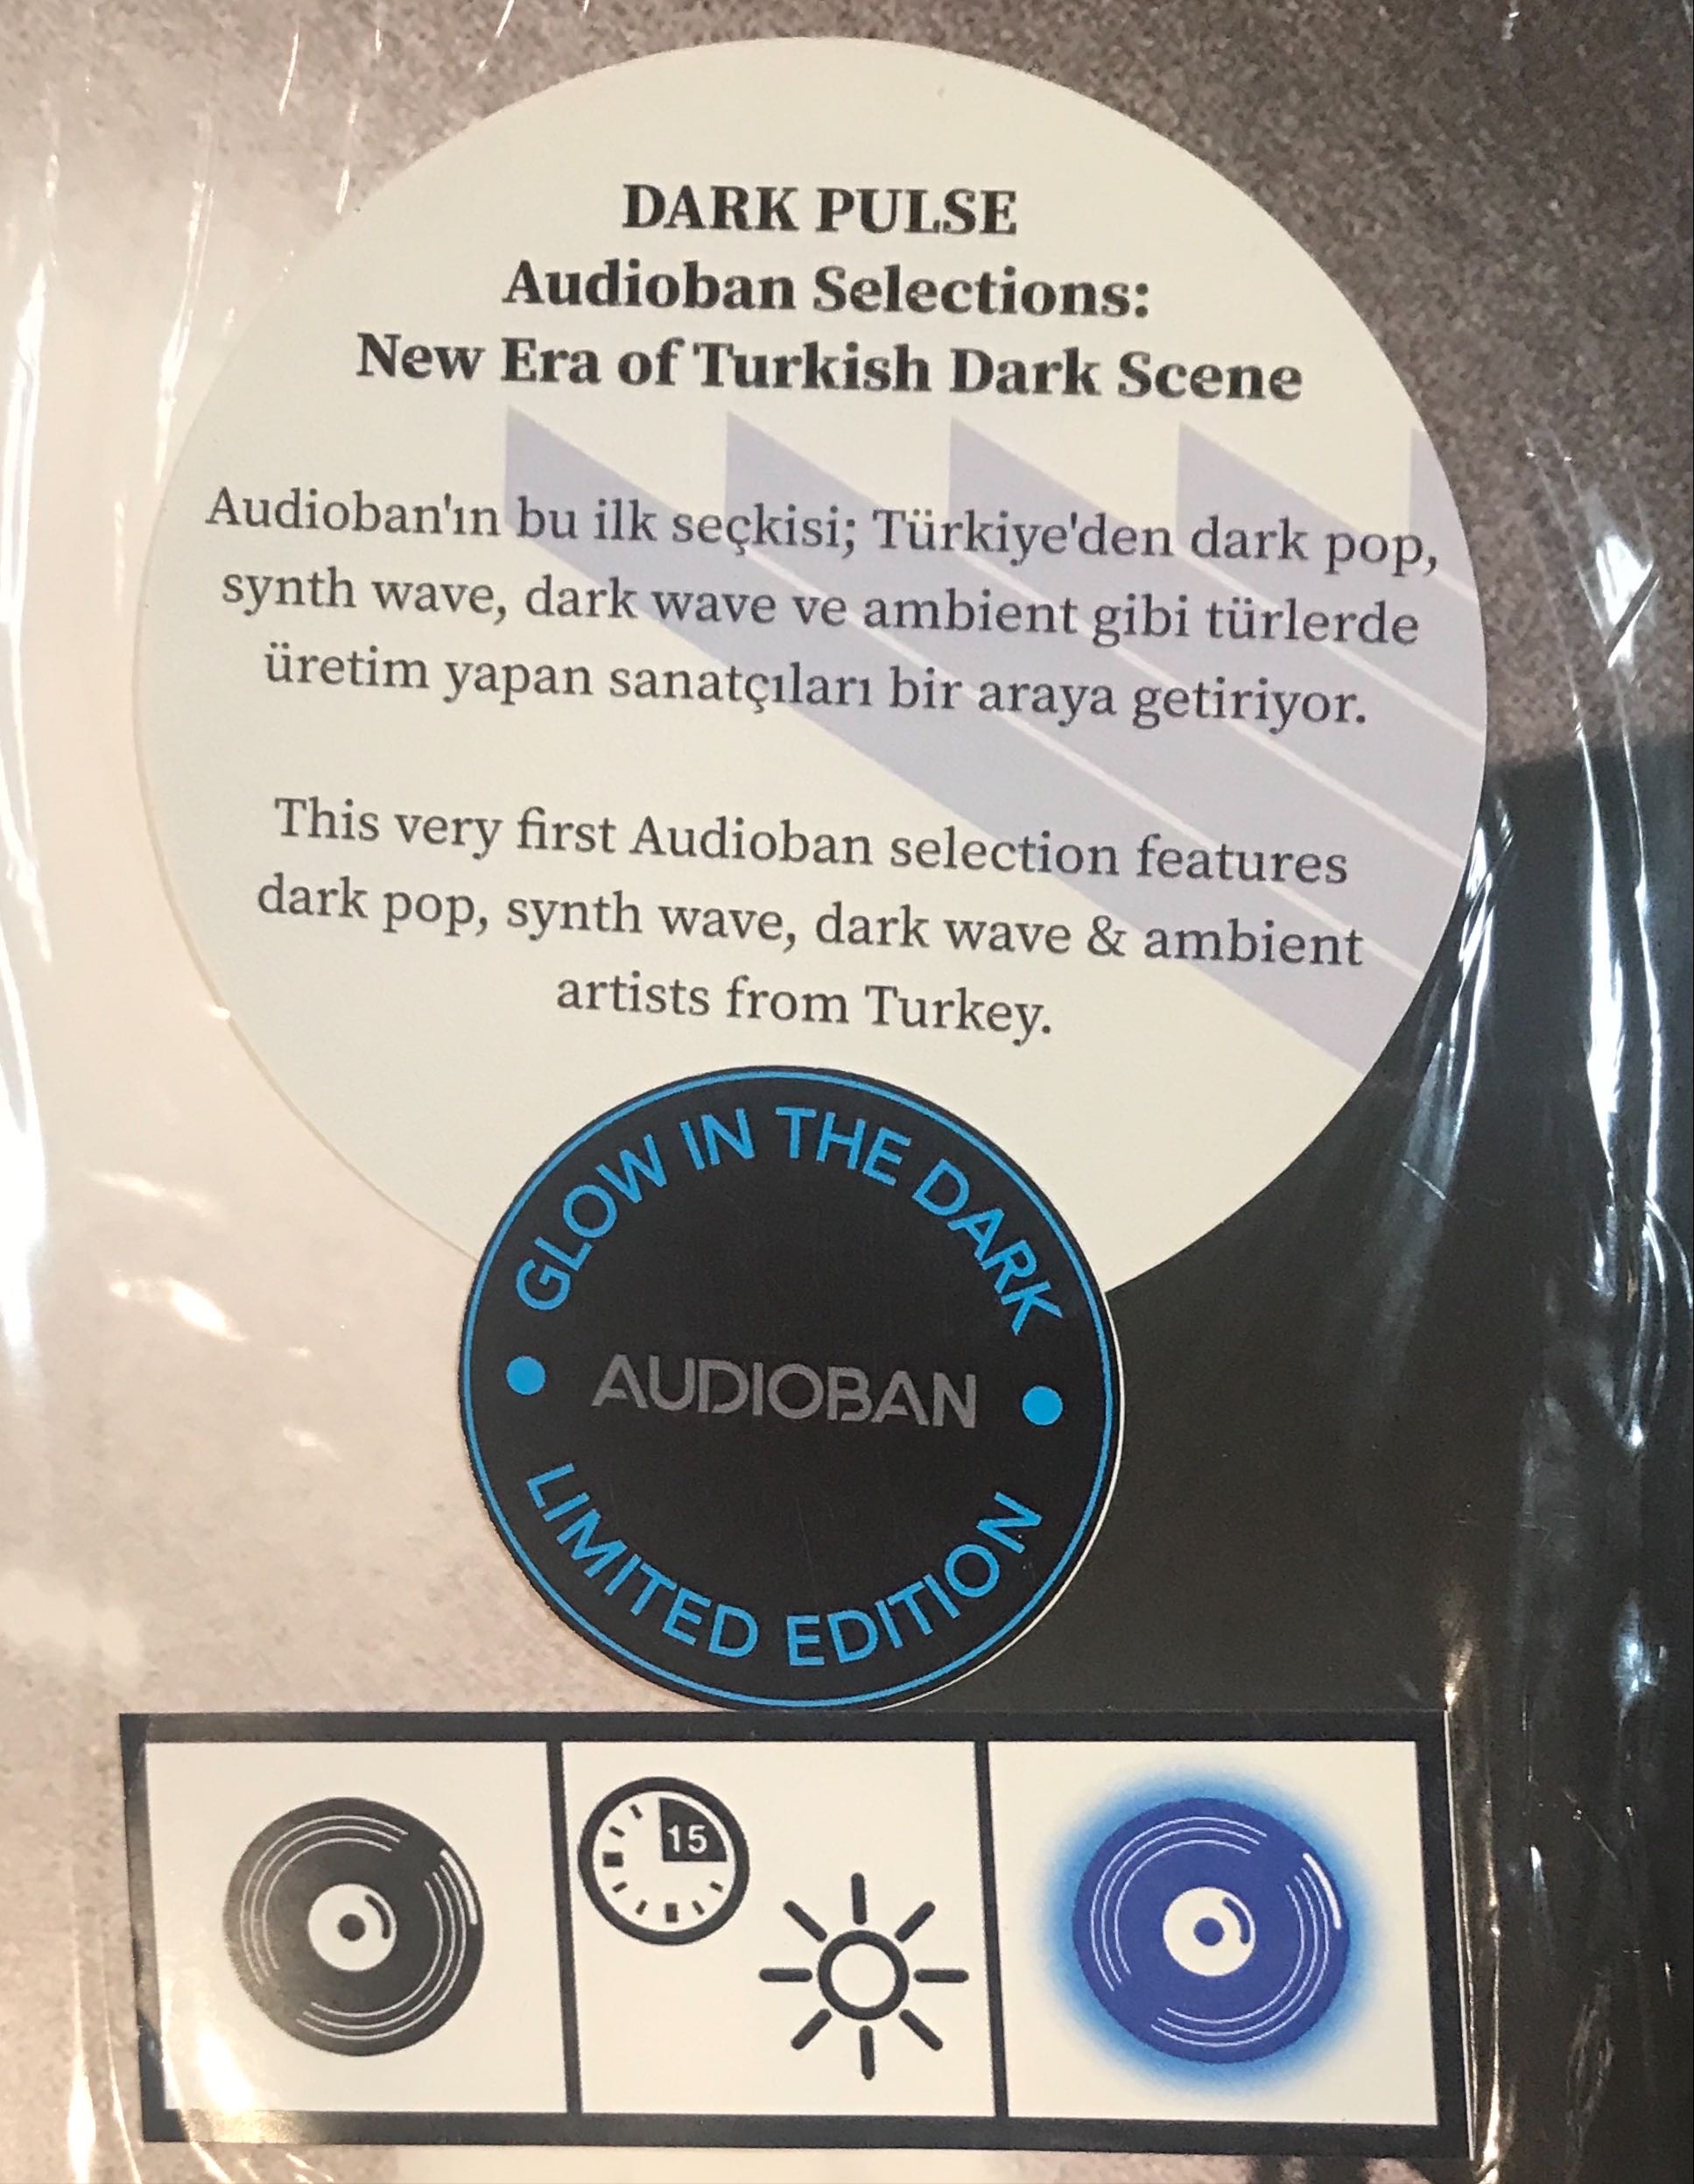 DARK PULSE
Audioban Selections:
New Era of Turkish Dark Scene
Audioban'ın bu ilk seçkisi; Türkiye'den dark pop,
synth wave, dark wave ve ambient gibi türlerde
üretim yapan sanatçıları bir araya getiriyor.
This very first Audioban selection features
dark pop, synth wave, dark wave & ambient
artists from Turkey.
GLOW IN THE DARK
AUDIOBAN
LIMITED EDITION
15